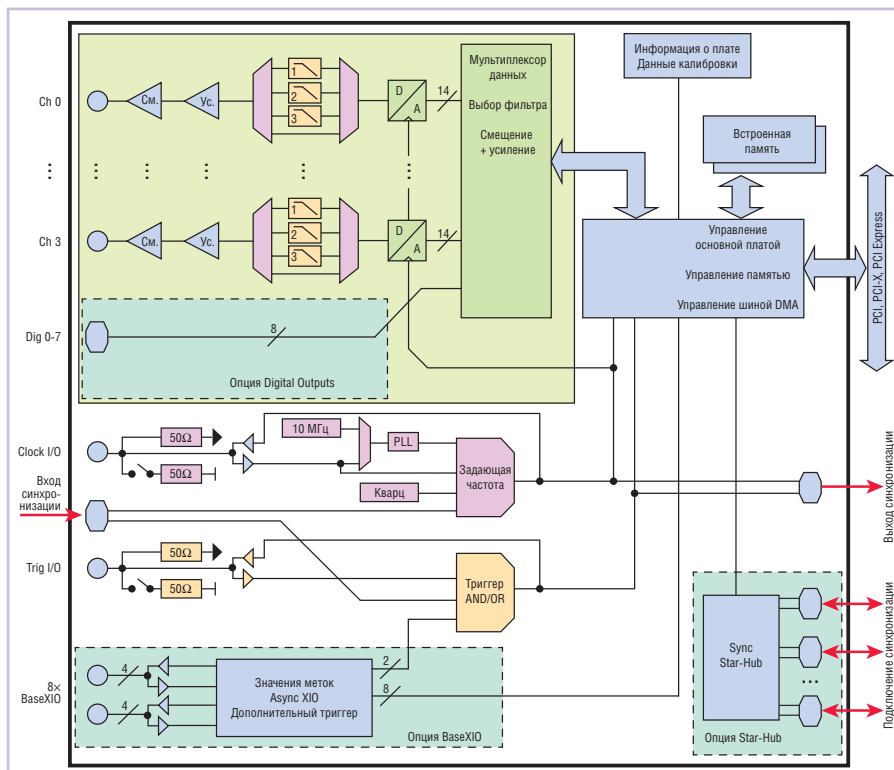 Ch 0
См.
Ус.
1
2
3
D
A
14
Мультиплексор
данных
Выбор фильтра
Смещение
+ усиление
Информация о плате
Данные калибровки
Встроенная
память
...
...
...
...
...
Ch 3
См.
Ус.
1
2
3
D
A
14
Управление
основной платой
Управление памятью
Управление шиной DMA
PCI, PCI-X, PCI Express
Dig 0-7
8
Опция Digital Outputs
Clock I/O
50Ω
50Ω
10 МГц
PLL
Кварц
Задающая
частота
Вход
синхро-
низации
Выход синхронизации
Trig I/O
50Ω
50Ω
Триггер
AND/OR
8×
BaseXIO
4
4
Значения меток
Async XIO
Дополнительный триггер
2
8
Опция BaseXIO
Sync
Star-Hub
...
Опция Star-Hub
Подключение синхронизации